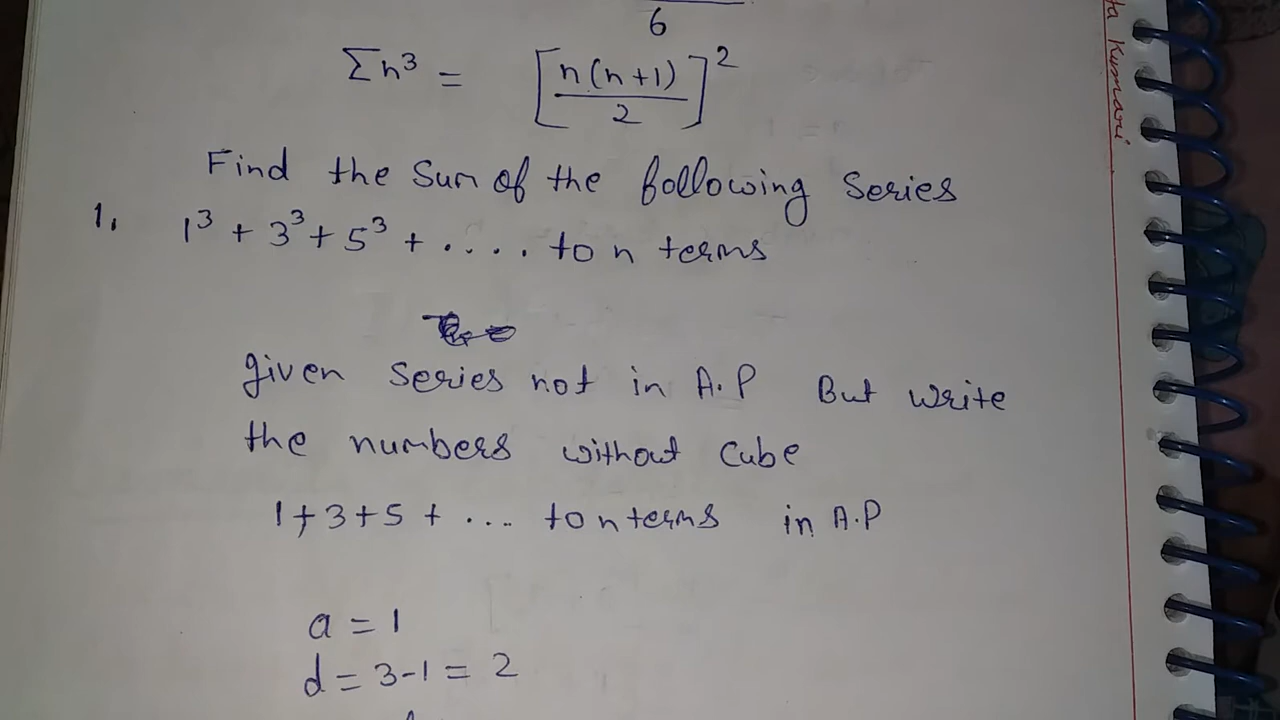 6
Σn³ = [n(n+1)/2]²
Find the Sum of the following Series
1. 1³ + 3³ + 5³ + ..... to n terms
given Series not in A.P But write
the numbers without Cube
1+3+5+ ... to n terms in A.P
a = 1
d = 3-1 = 2
ta Kumari